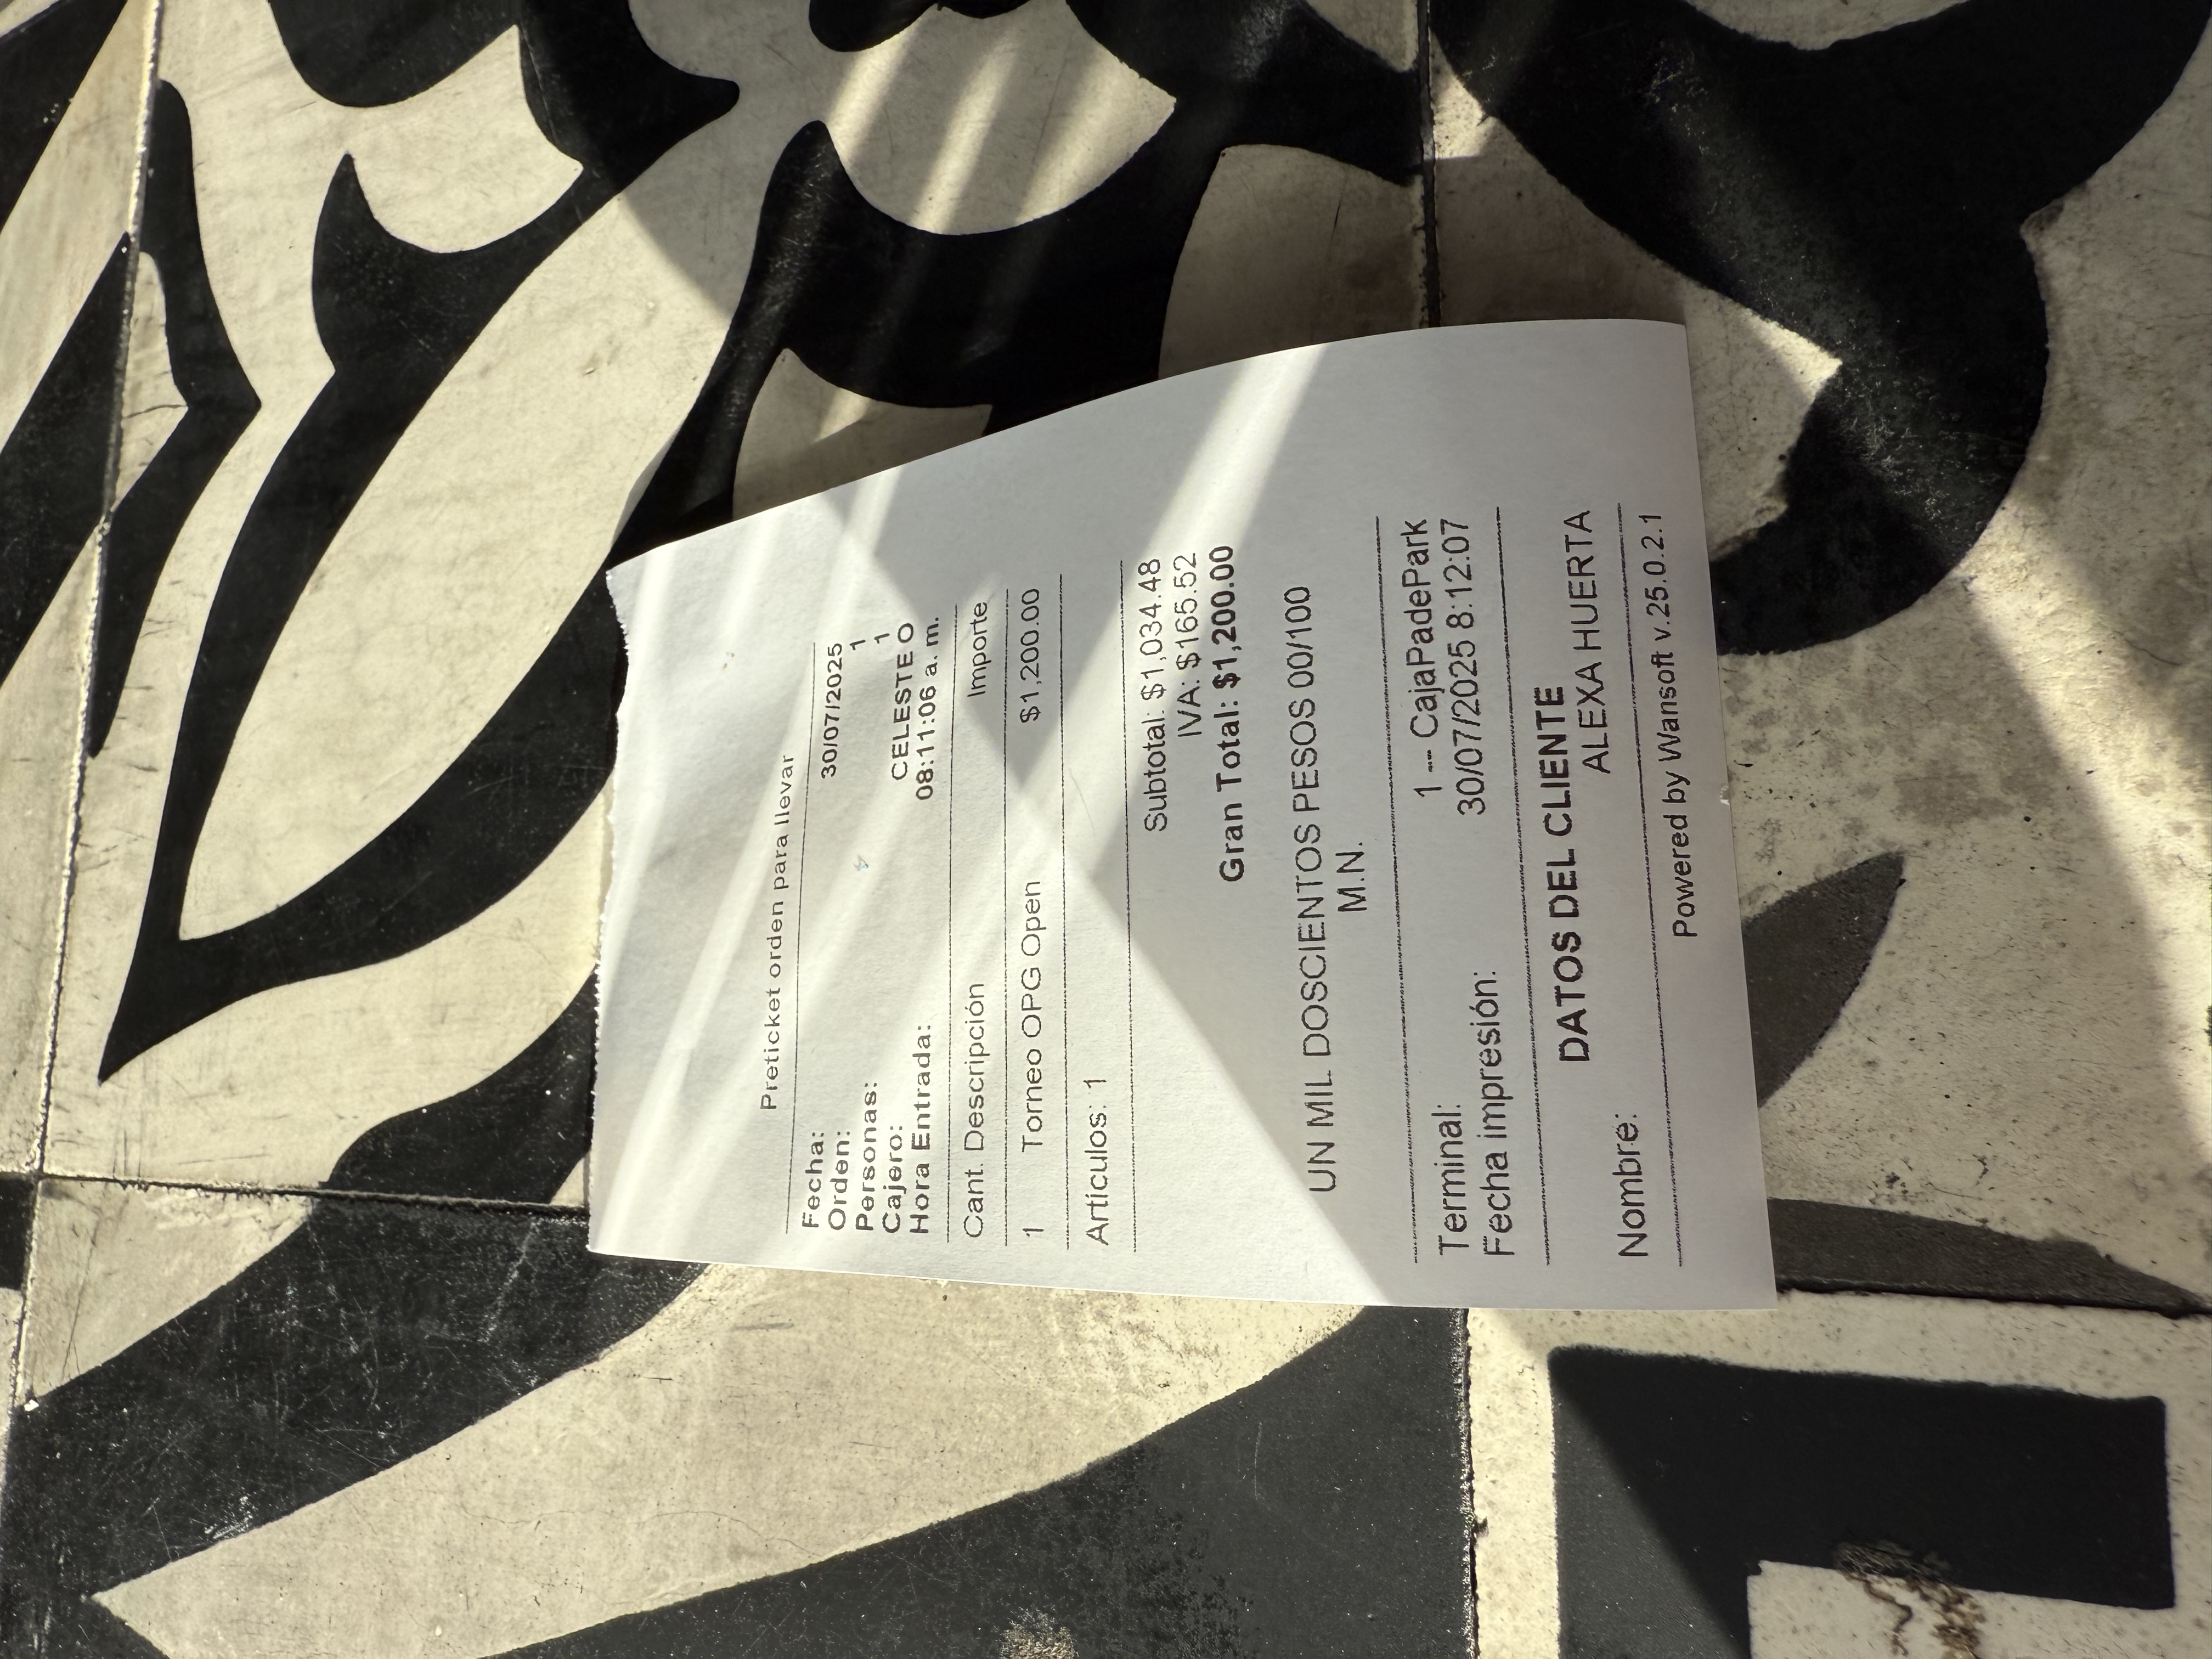 Preticket orden para llevar
Fecha: 30/07/2025
Orden: 1
Personas: 1
Cajero: CELESTE O
Hora Entrada: 08:11:06 a. m.
Cant. Descripción Importe
1 Torneo OPG Open $1,200.00
Artículos: 1
Subtotal: $1,034.48
IVA: $165.52
Gran Total: $1,200.00
UN MIL DOSCIENTOS PESOS 00/100
M.N.
Terminal: 1 -- CajaPadePark
Fecha impresión: 30/07/2025 8:12:07
DATOS DEL CLIENTE
Nombre: ALEXA HUERTA
Powered by Wansoft v.25.0.2.1